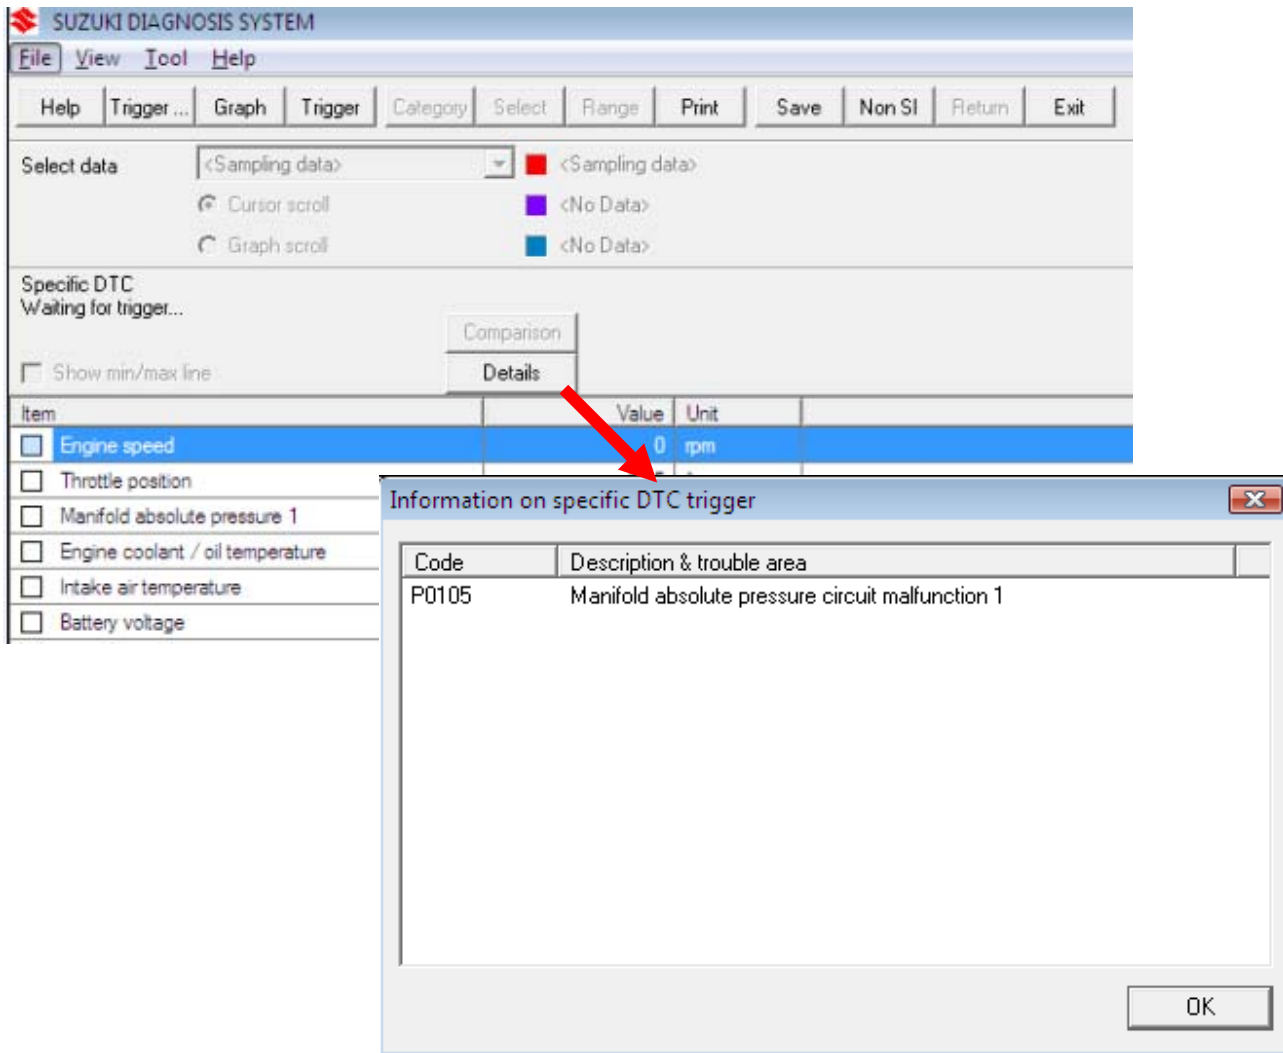 SUZUKI DIAGNOSIS SYSTEM
File View Tool Help
Help Trigger ... Graph Trigger Category Select Range Print Save Non SI Return Exit
Select data <Sampling data> <Sampling data>
Cursor scroll <No Data>
Graph scroll <No Data>
Specific DTC
Waiting for trigger...
Comparison
Show min/max line Details
Item Value Unit
Engine speed 0 rpm
Throttle position
Manifold absolute pressure 1
Engine coolant / oil temperature
Intake air temperature
Battery voltage
Information on specific DTC trigger
Code Description & trouble area
P0105 Manifold absolute pressure circuit malfunction 1
OK